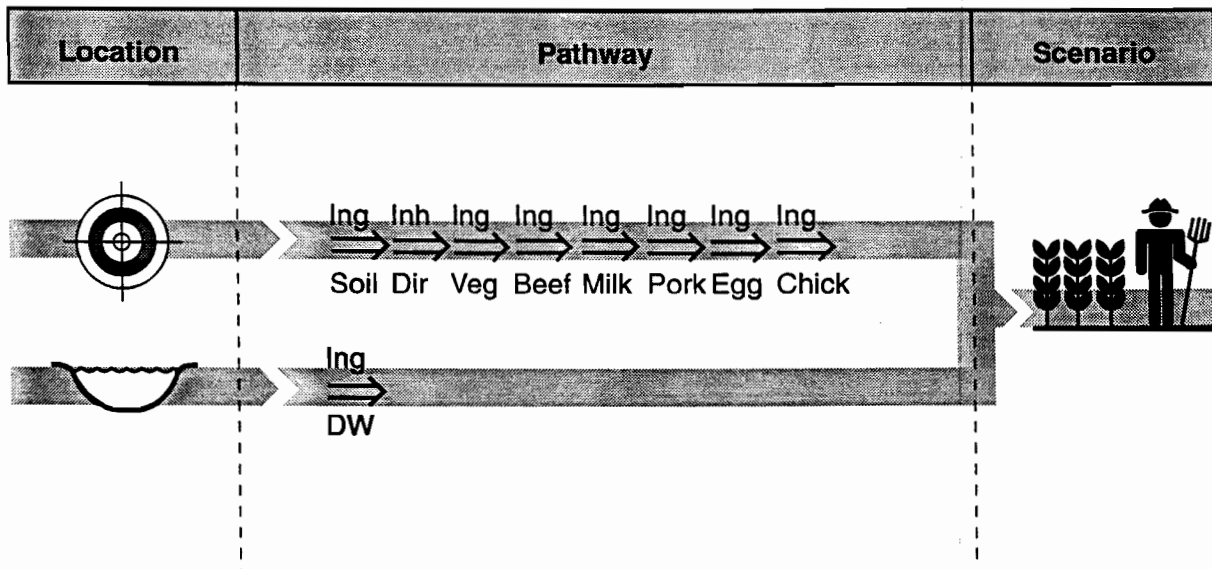 Location Pathway Scenario
Ing Inh Ing Ing Ing Ing Ing Ing
Soil Dir Veg Beef Milk Pork Egg Chick
Ing
DW